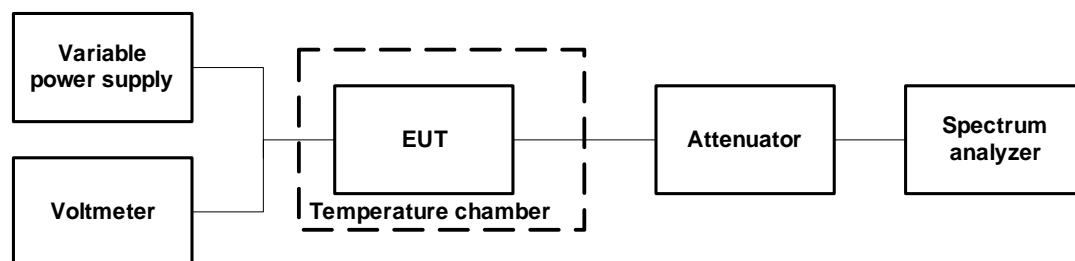 Variable
power supply
Voltmeter
EUT
Temperature chamber
Attenuator
Spectrum
analyzer